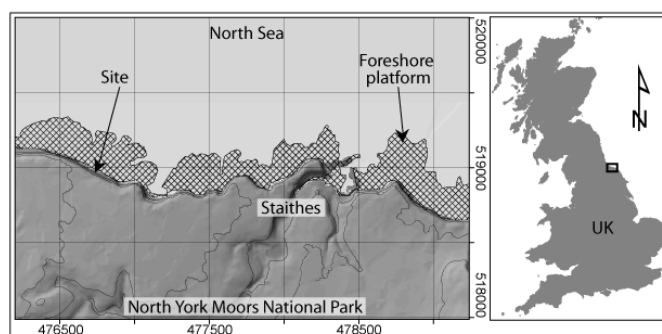 North Sea
Site
Foreshore
platform
Staithes
North York Moors National Park
476500
477500
478500
520000
519000
518000
N
UK